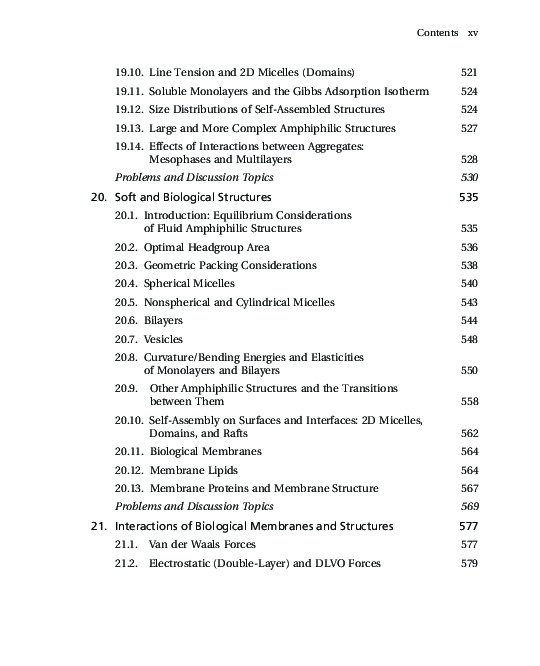 Contents xv
19.10. Line Tension and 2D Micelles (Domains) 521
19.11. Soluble Monolayers and the Gibbs Adsorption Isotherm 524
19.12. Size Distributions of Self-Assembled Structures 524
19.13. Large and More Complex Amphiphilic Structures 527
19.14. Effects of Interactions between Aggregates:
Mesophases and Multilayers 528
Problems and Discussion Topics 530
20. Soft and Biological Structures 535
20.1. Introduction: Equilibrium Considerations
of Fluid Amphiphilic Structures 535
20.2. Optimal Headgroup Area 536
20.3. Geometric Packing Considerations 538
20.4. Spherical Micelles 540
20.5. Nonspherical and Cylindrical Micelles 543
20.6. Bilayers 544
20.7. Vesicles 548
20.8. Curvature/Bending Energies and Elasticities
of Monolayers and Bilayers 550
20.9. Other Amphiphilic Structures and the Transitions
between Them 558
20.10. Self-Assembly on Surfaces and Interfaces: 2D Micelles,
Domains, and Rafts 562
20.11. Biological Membranes 564
20.12. Membrane Lipids 564
20.13. Membrane Proteins and Membrane Structure 567
Problems and Discussion Topics 569
21. Interactions of Biological Membranes and Structures 577
21.1. Van der Waals Forces 577
21.2. Electrostatic (Double-Layer) and DLVO Forces 579